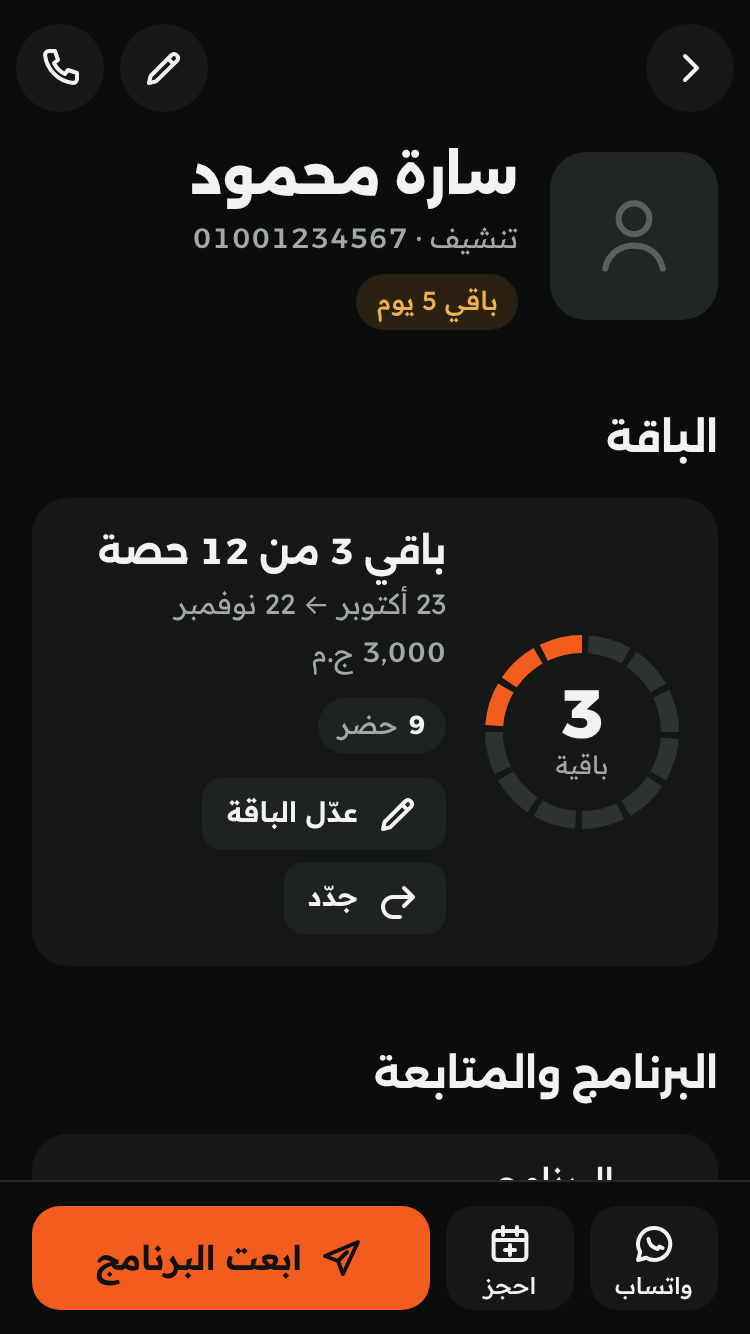 سارة محمود
تنشيف · 01001234567
باقي 5 يوم
الباقة
باقي 3 من 12 حصة
23 أكتوبر ← 22 نوفمبر
3,000 ج.م
3
باقية
9 حضر
عدّل الباقة
جدّد
البرنامج والمتابعة
واتساب
احجز
ابعت البرنامج